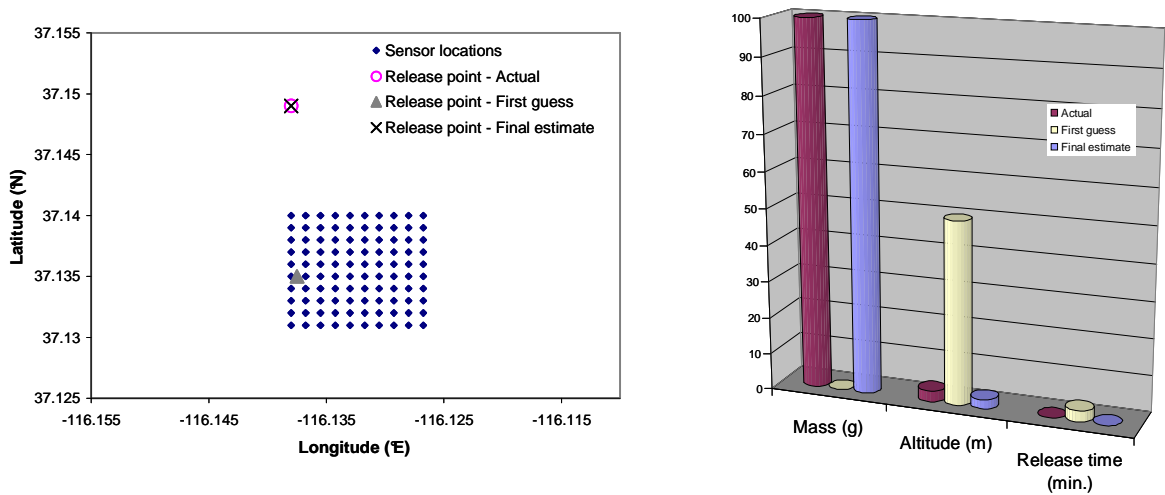 37.155
37.15
37.145
37.14
37.135
37.13
37.125
Latitude (°N)
Sensor locations
Release point - Actual
Release point - First guess
Release point - Final estimate
-116.155
-116.145
-116.135
-116.125
-116.115
Longitude (°E)
100
90
80
70
60
50
40
30
20
10
0
Actual
First guess
Final estimate
Mass (g)
Altitude (m)
Release time
(min.)